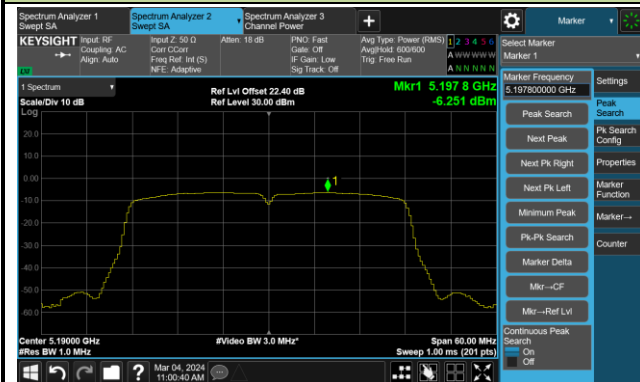 Spectrum Analyzer 1
Swept SA
Spectrum Analyzer 2
Swept SA
Spectrum Analyzer 3
Channel Power
Marker
KEYSIGHT
Input: RF
Coupling: AC
Align: Auto
Input Z: 50 Ω
Corr CCorr
Freq Ref: Int (S)
NFE: Adaptive
Atten: 18 dB
PNO: Fast
Gate: Off
IF Gain: Low
Sig Track: Off
Avg Type: Power (RMS)
Avg|Hold: 600/600
Trig: Free Run
1 2 3 4 5 6
A W W W W W
A N N N N N
LW
Select Marker
Marker 1
1 Spectrum
Scale/Div 10 dB
Log
Ref Lvl Offset 22.40 dB
Ref Level 30.00 dBm
Mkr1 5.197 8 GHz
-6.251 dBm
20.0
10.0
0.00
-10.0
-20.0
-30.0
-40.0
-50.0
-60.0
1
Center 5.19000 GHz
#Res BW 1.0 MHz
#Video BW 3.0 MHz*
Span 60.00 MHz
Sweep 1.00 ms (201 pts)
Marker Frequency
5.197800000 GHz
Peak Search
Next Peak
Next Pk Right
Next Pk Left
Minimum Peak
Pk-Pk Search
Marker Delta
Mkr→CF
Mkr→Ref Lvl
Continuous Peak
Search
On
Off
Settings
Peak
Search
Pk Search
Config
Properties
Marker
Function
Marker→
Counter
Mar 04, 2024
11:00:40 AM